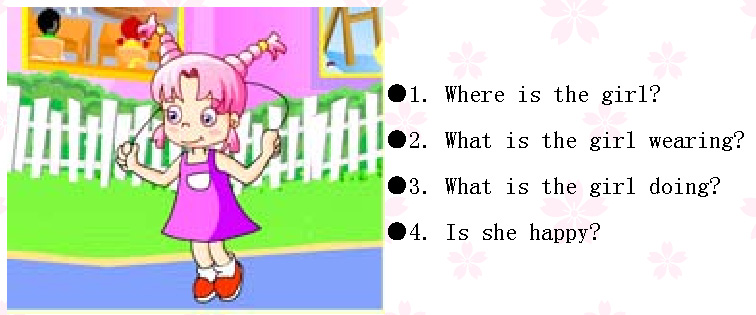 ●1. Where is the girl?
●2. What is the girl wearing?
●3. What is the girl doing?
●4. Is she happy?